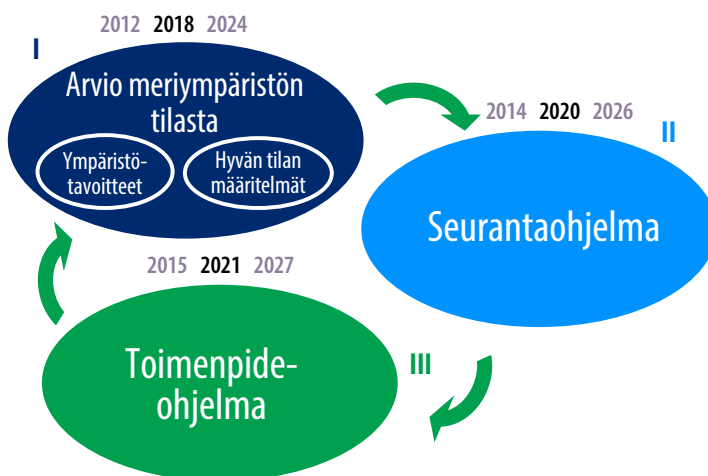 2012 2018 2024
I
Arvio meriympäristön
tilasta
Ympäristö-
tavoitteet
Hyvän tilan
määritelmät
2014 2020 2026
II
Seurantaohjelma
2015 2021 2027
III
Toimenpide-
ohjelma